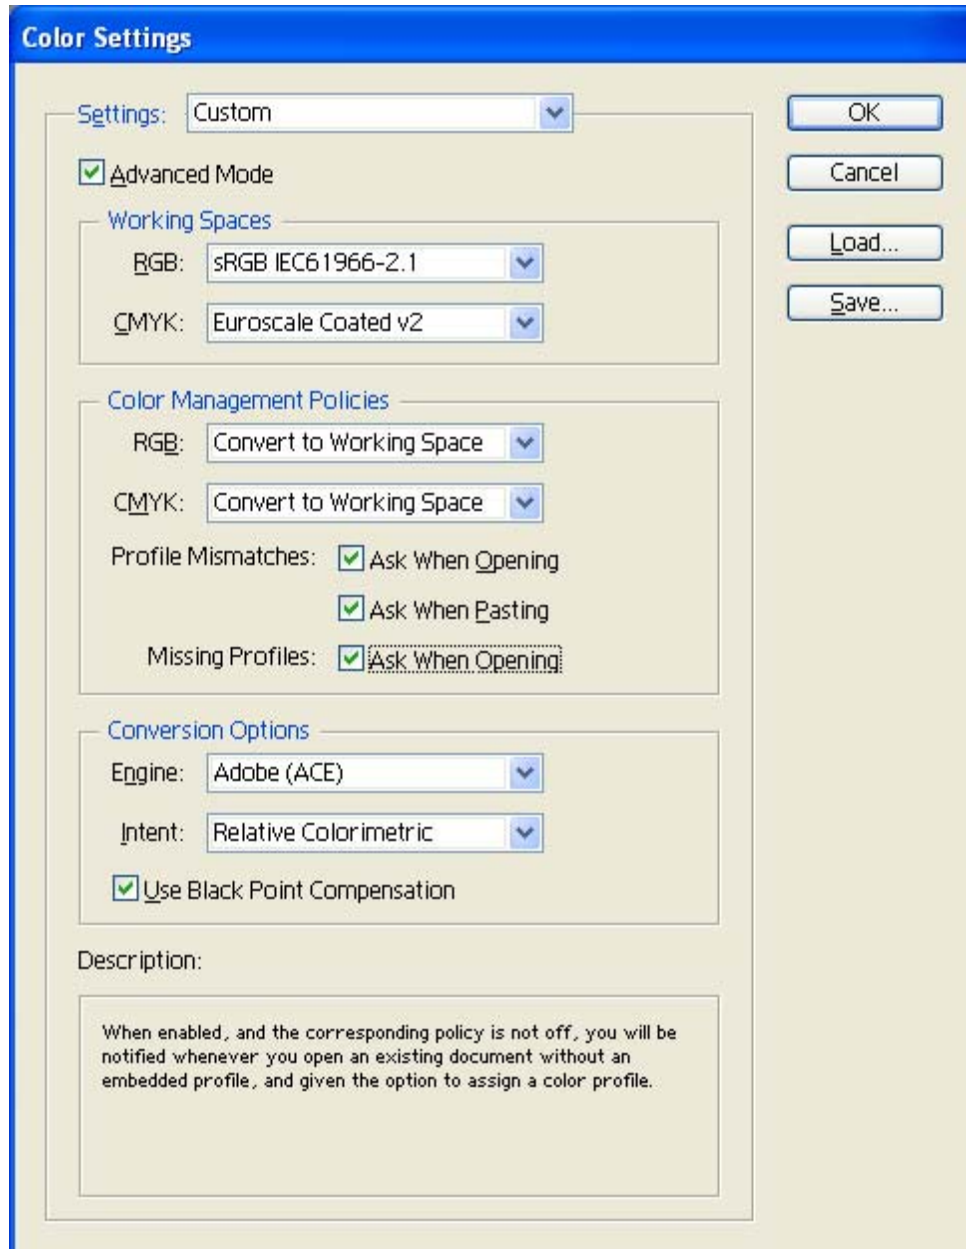 Color Settings
Settings: Custom
OK
Advanced Mode
Cancel
Working Spaces
RGB: sRGB IEC61966-2.1
Load...
CMYK: Euroscale Coated v2
Save...
Color Management Policies
RGB: Convert to Working Space
CMYK: Convert to Working Space
Profile Mismatches: Ask When Opening
Ask When Pasting
Missing Profiles: Ask When Opening
Conversion Options
Engine: Adobe (ACE)
Intent: Relative Colorimetric
Use Black Point Compensation
Description:
When enabled, and the corresponding policy is not off, you will be
notified whenever you open an existing document without an
embedded profile, and given the option to assign a color profile.